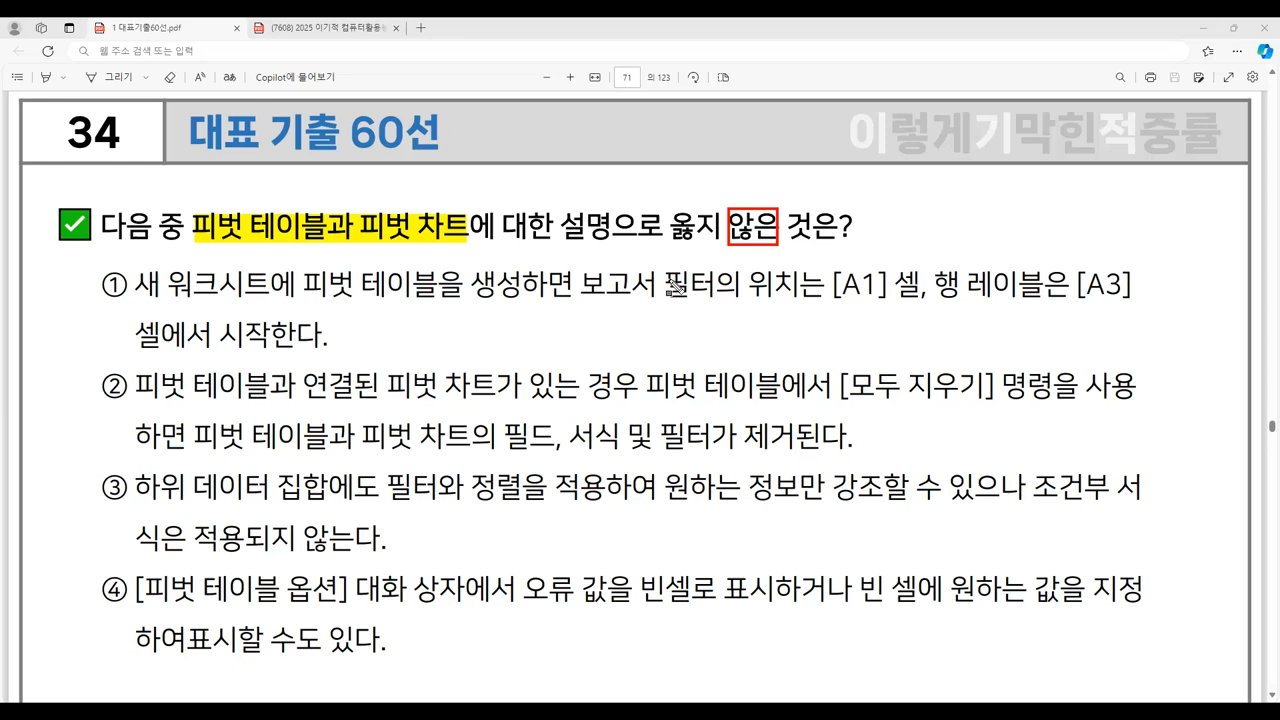 1 대표기출60선.pdf
(7608) 2025 이기적 컴퓨터활용능
웹 주소 검색 또는 입력
그리기
Copilot에 물어보기
71 의 123
34 대표 기출 60선 이렇게기막힌적중률
다음 중 피벗 테이블과 피벗 차트에 대한 설명으로 옳지 않은 것은?
① 새 워크시트에 피벗 테이블을 생성하면 보고서 필터의 위치는 [A1] 셀, 행 레이블은 [A3]
셀에서 시작한다.
② 피벗 테이블과 연결된 피벗 차트가 있는 경우 피벗 테이블에서 [모두 지우기] 명령을 사용
하면 피벗 테이블과 피벗 차트의 필드, 서식 및 필터가 제거된다.
③ 하위 데이터 집합에도 필터와 정렬을 적용하여 원하는 정보만 강조할 수 있으나 조건부 서
식은 적용되지 않는다.
④ [피벗 테이블 옵션] 대화 상자에서 오류 값을 빈셀로 표시하거나 빈 셀에 원하는 값을 지정
하여표시할 수도 있다.